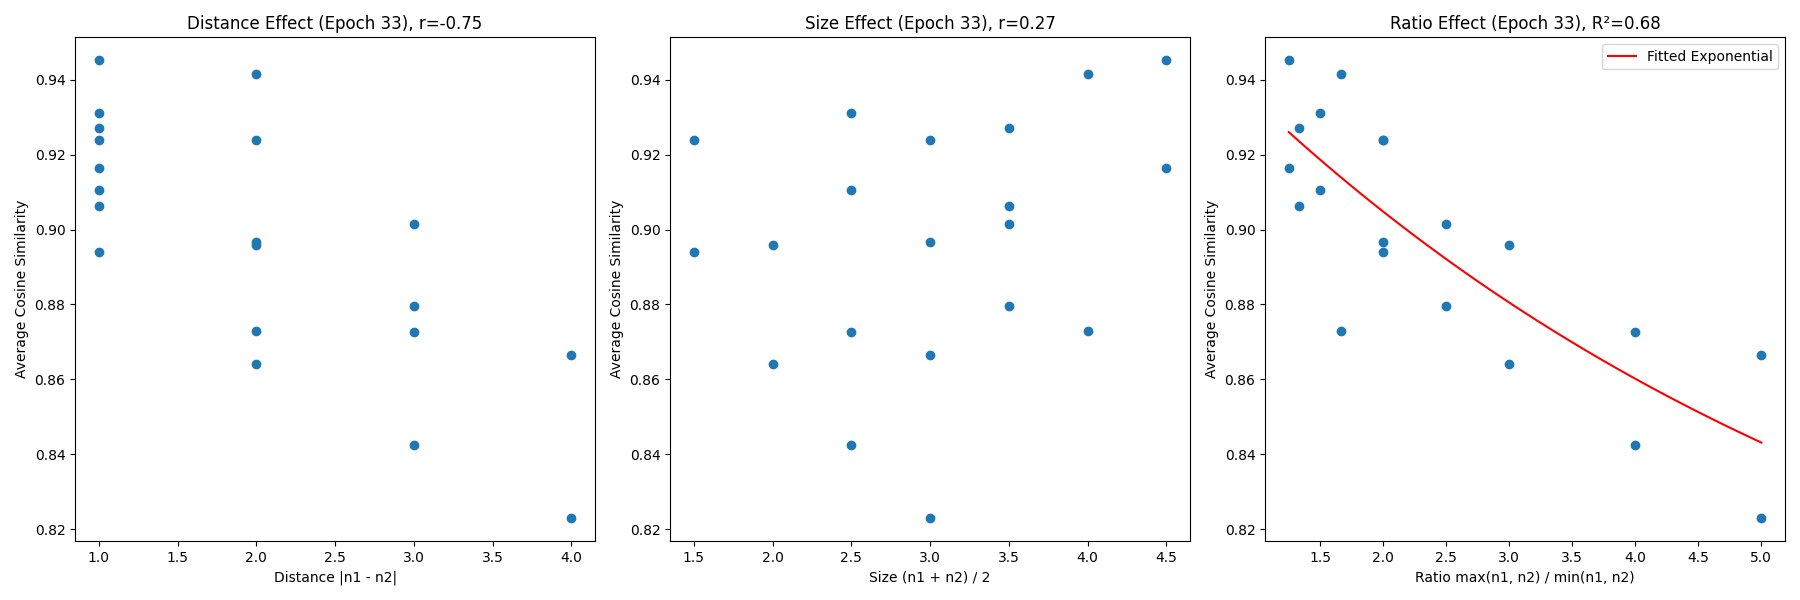 Distance Effect (Epoch 33), r=-0.75
Average Cosine Similarity
0.94
0.92
0.90
0.88
0.86
0.84
0.82
1.0 1.5 2.0 2.5 3.0 3.5 4.0
Distance |n1 - n2|
Size Effect (Epoch 33), r=0.27
Average Cosine Similarity
0.94
0.92
0.90
0.88
0.86
0.84
0.82
1.5 2.0 2.5 3.0 3.5 4.0 4.5
Size (n1 + n2) / 2
Ratio Effect (Epoch 33), R²=0.68
Fitted Exponential
Average Cosine Similarity
0.94
0.92
0.90
0.88
0.86
0.84
0.82
1.5 2.0 2.5 3.0 3.5 4.0 4.5 5.0
Ratio max(n1, n2) / min(n1, n2)